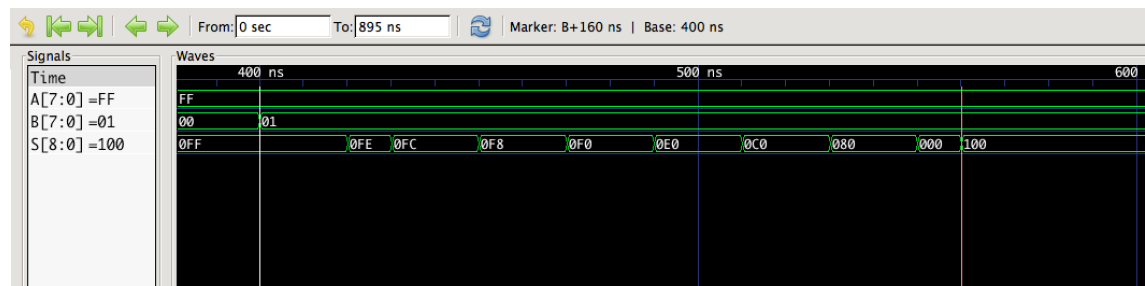 From: 0 sec To: 895 ns Marker: B+160 ns | Base: 400 ns
Signals Waves
Time 400 ns 500 ns 600
A[7:0] =FF FF
B[7:0] =01 00 01
S[8:0] =100 0FF 0FE 0FC 0F8 0F0 0E0 0C0 080 000 100